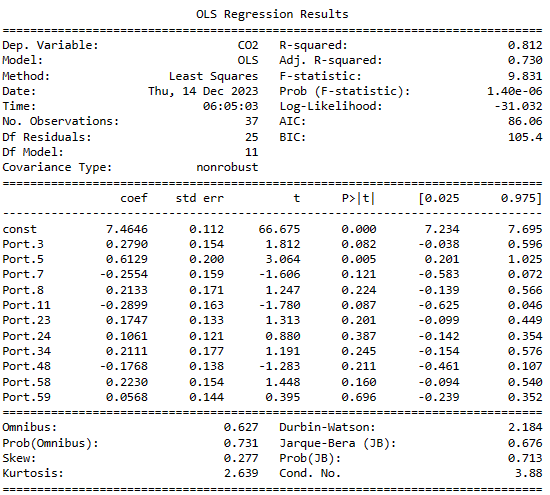 OLS Regression Results
==============================================================================
Dep. Variable:                    CO2   R-squared:                       0.812
Model:                            OLS   Adj. R-squared:                  0.730
Method:                 Least Squares   F-statistic:                     9.831
Date:                Thu, 14 Dec 2023   Prob (F-statistic):           1.40e-06
Time:                        06:05:03   Log-Likelihood:                -31.032
No. Observations:                  37   AIC:                             86.06
Df Residuals:                      25   BIC:                             105.4
Df Model:                          11
Covariance Type:            nonrobust
==============================================================================
                 coef    std err          t      P>|t|      [0.025      0.975]
------------------------------------------------------------------------------
const          7.4646      0.112     66.675      0.000       7.234       7.695
Port.3         0.2790      0.154      1.812      0.082      -0.038       0.596
Port.5         0.6129      0.200      3.064      0.005       0.201       1.025
Port.7        -0.2554      0.159     -1.606      0.121      -0.583       0.072
Port.8         0.2133      0.171      1.247      0.224      -0.139       0.566
Port.11       -0.2899      0.163     -1.780      0.087      -0.625       0.046
Port.23        0.1747      0.133      1.313      0.201      -0.099       0.449
Port.24        0.1061      0.121      0.880      0.387      -0.142       0.354
Port.34        0.2111      0.177      1.191      0.245      -0.154       0.576
Port.48       -0.1768      0.138     -1.283      0.211      -0.461       0.107
Port.58        0.2230      0.154      1.448      0.160      -0.094       0.540
Port.59        0.0568      0.144      0.395      0.696      -0.239       0.352
==============================================================================
Omnibus:                        0.627   Durbin-Watson:                   2.184
Prob(Omnibus):                  0.731   Jarque-Bera (JB):                0.676
Skew:                           0.277   Prob(JB):                        0.713
Kurtosis:                       2.639   Cond. No.                         3.88
==============================================================================